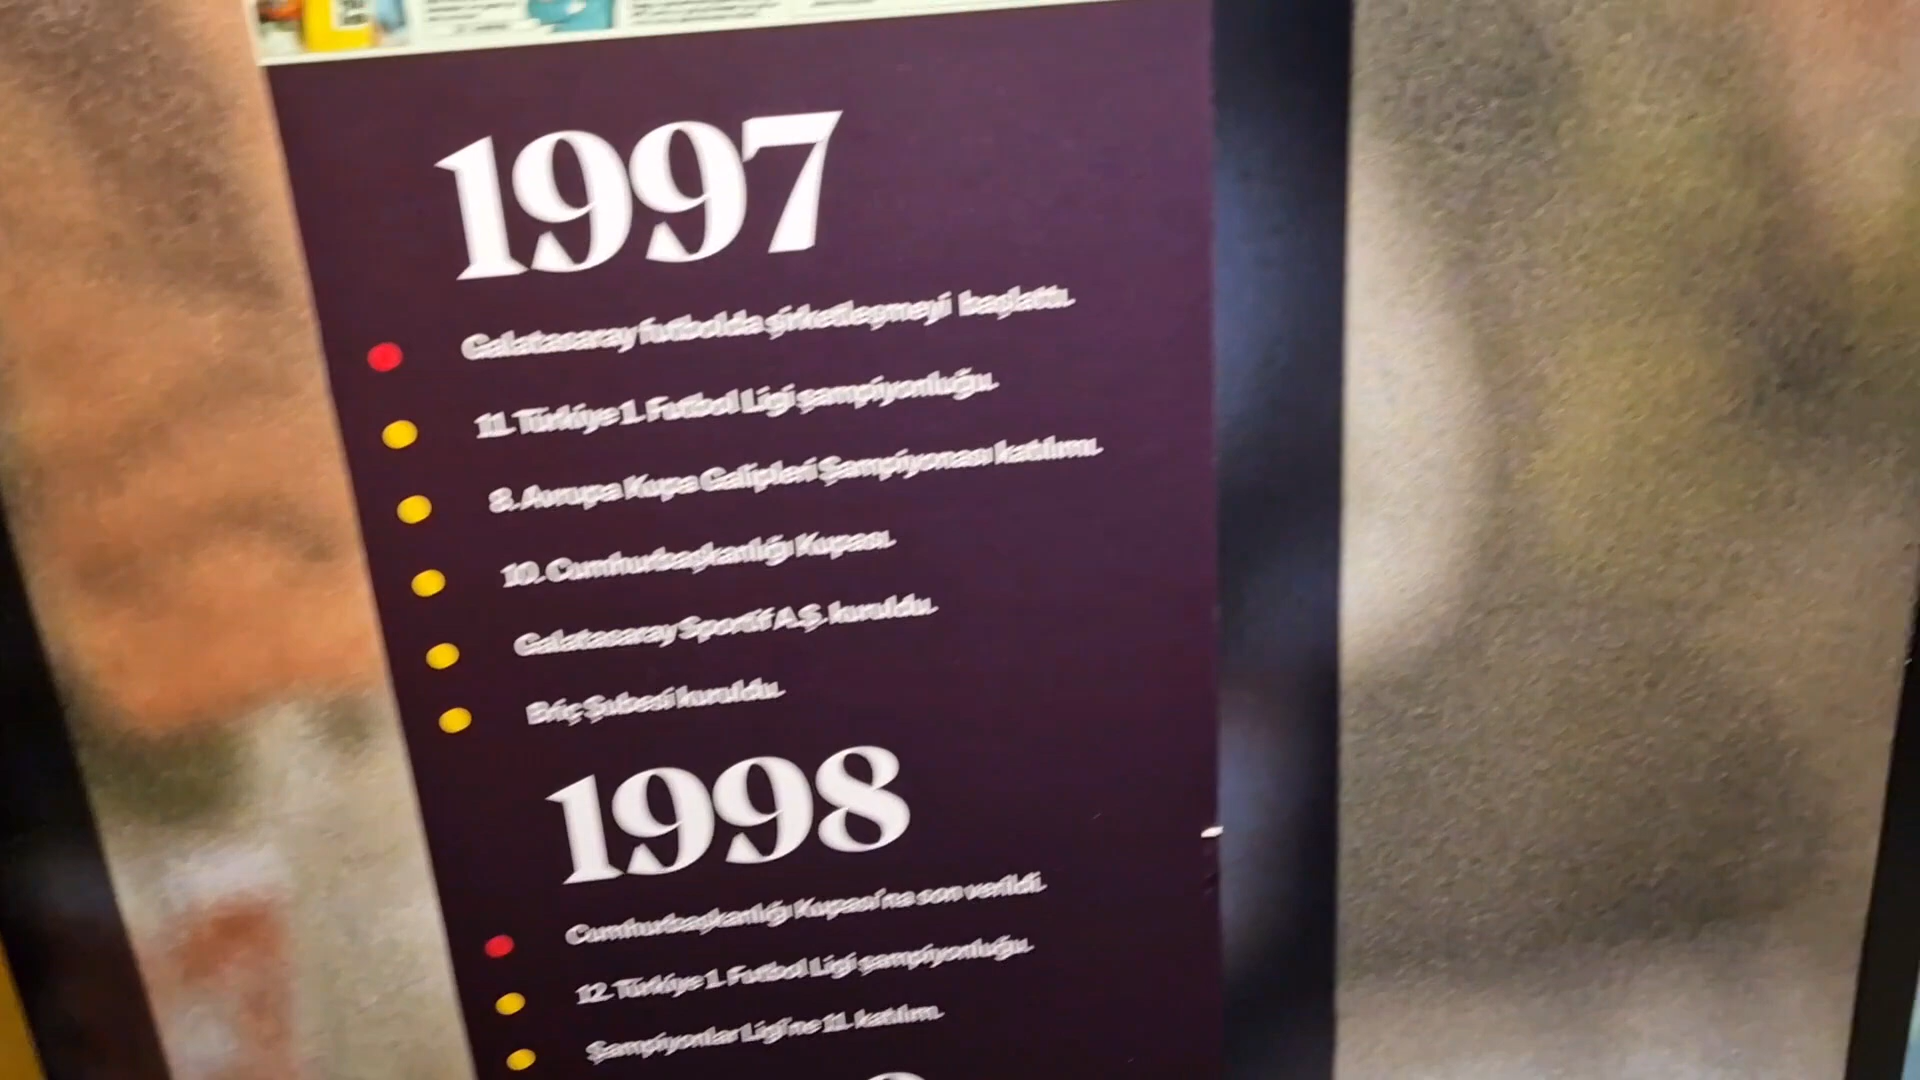 1997
Galatasaray futbolda şirketleşmeyi başlattı.
11. Türkiye 1. Futbol Ligi şampiyonluğu.
8. Avrupa Kupa Galipleri Şampiyonası katılımı.
10. Cumhurbaşkanlığı Kupası.
Galatasaray Sportif A.Ş. kuruldu.
Briç Şubesi kuruldu.
1998
Cumhurbaşkanlığı Kupası'na son verildi.
12. Türkiye 1. Futbol Ligi şampiyonluğu.
Şampiyonlar Ligi'ne 11. katılım.